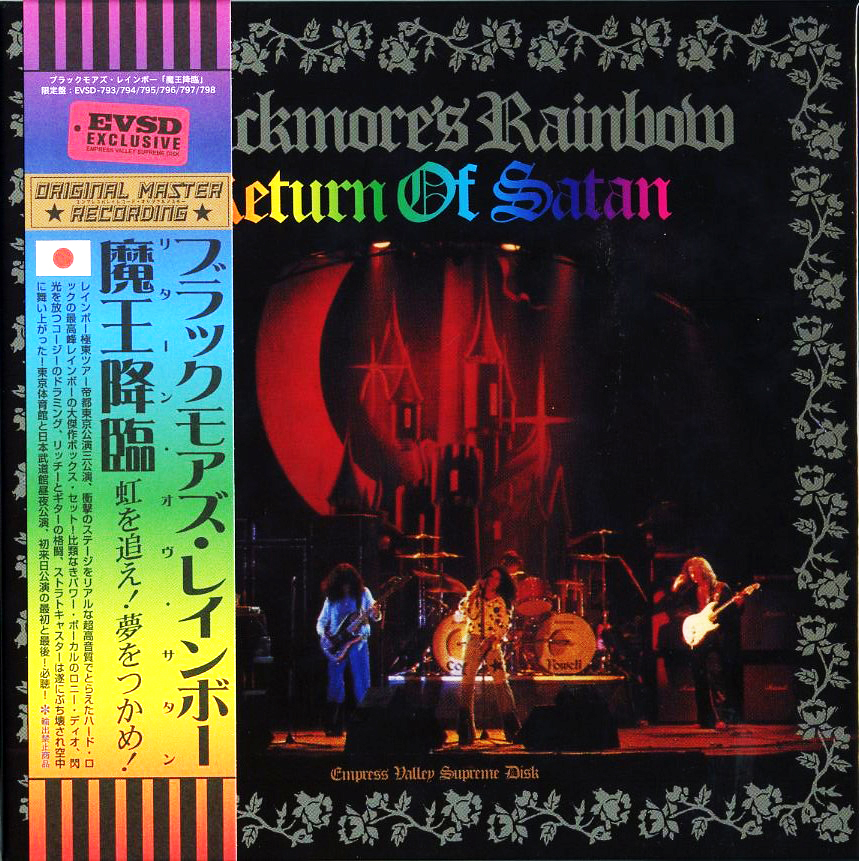 ブラックモアズ・レインボー「魔王降臨」
限定盤：EVSD-793/794/795/796/797/798
EVSD
EXCLUSIVE
EMPRESS VALLEY SUPREME DISK
ORIGINAL MASTER
RECORDING
ブラックモアズ・レインボー
リターン・オヴ・サタン
魔王降臨
虹を追え！夢をつかめ！
レインボー極東ツアー帝都東京公演三公演、衝撃のステージをリアルな超高音質でとらえたハード・ロ
ックの最高峰レインボーの大傑作ボックス・セット！比類なきパワー・ボーカルのロニー・ディオ、閃
光を放つコージーのドラミング、リッチーとギターの格闘、ストラトキャスターは遂にぶち壊され空中
に舞い上がった！東京体育館と日本武道館昼夜公演、初来日公演の最初と最後！必聴！
＊輸出禁止商品
ckmore's Rainbow
eturn Of Satan
Powell
Empress Valley Supreme Disk